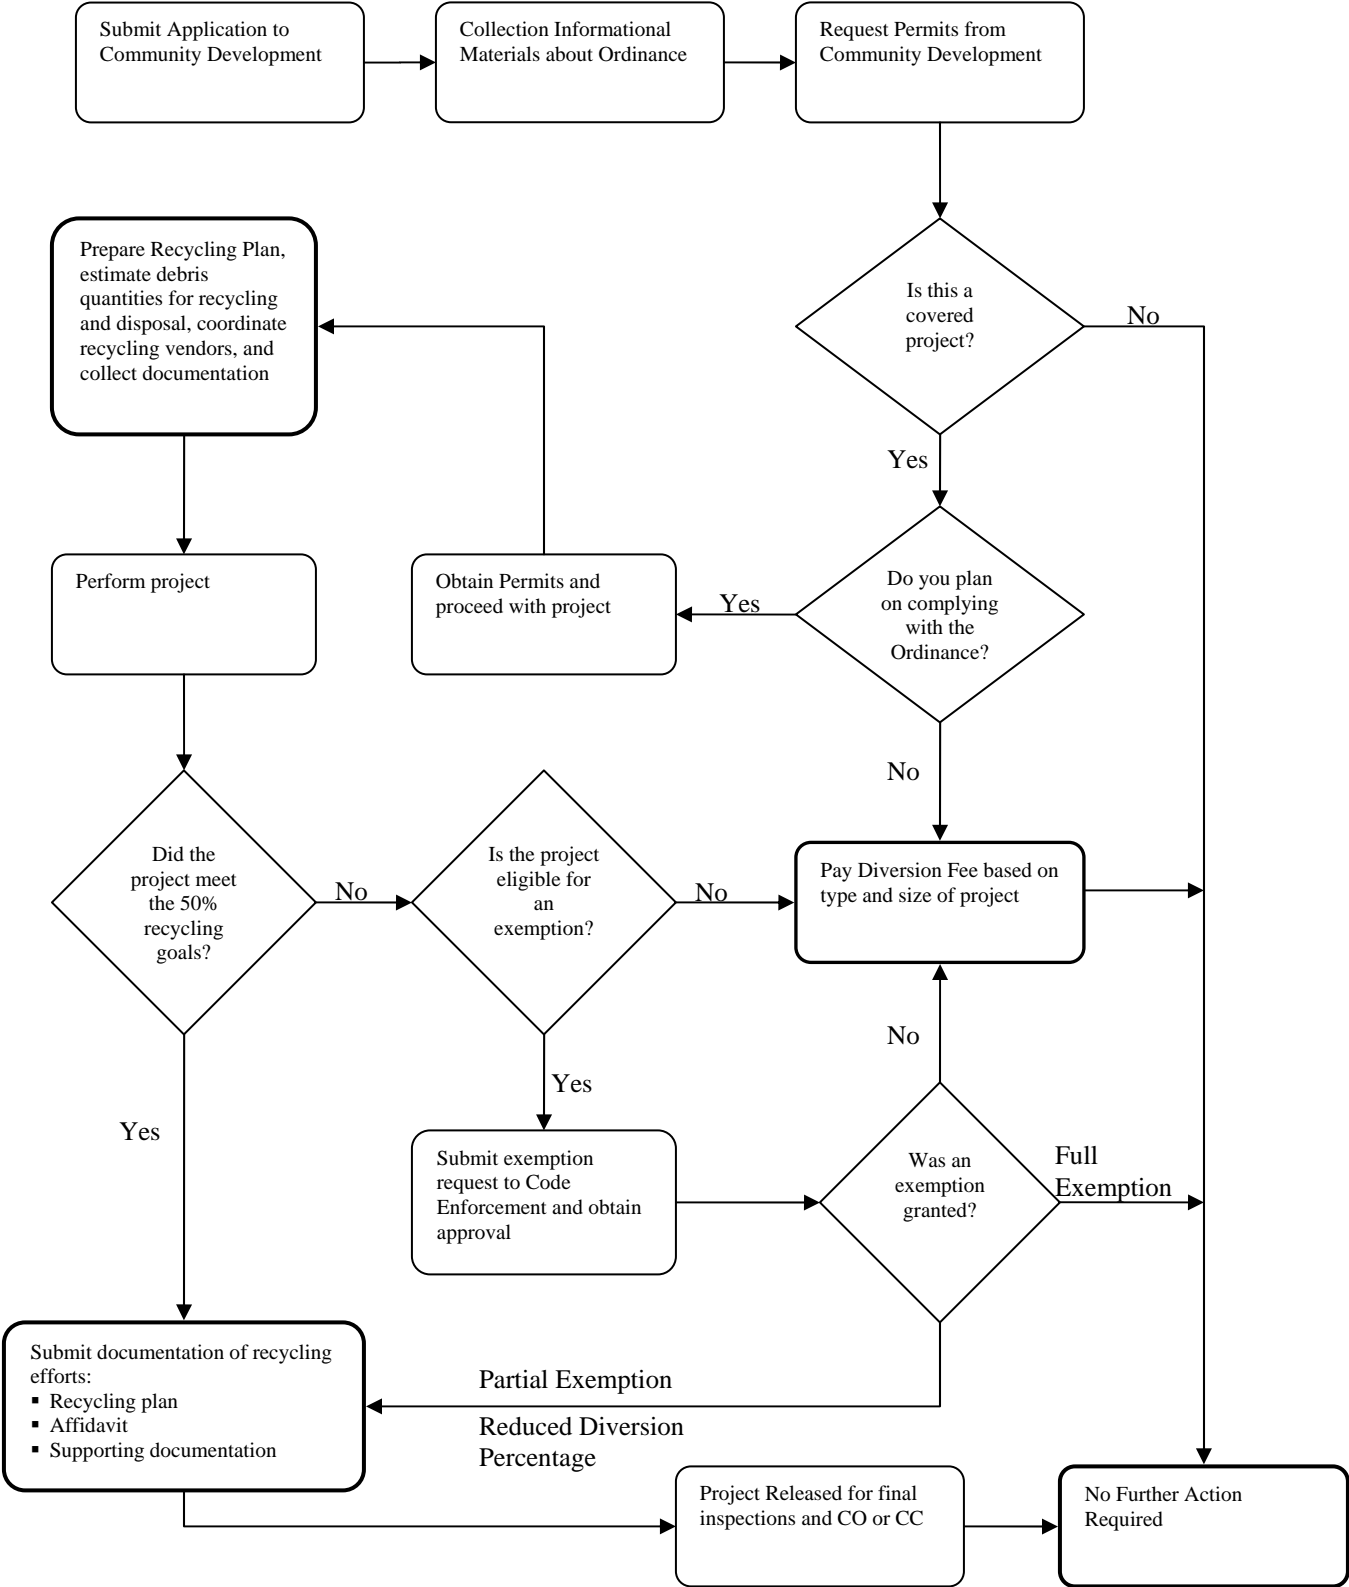 Submit Application to
Community Development
Collection Informational
Materials about Ordinance
Request Permits from
Community Development
Prepare Recycling Plan,
estimate debris
quantities for recycling
and disposal, coordinate
recycling vendors, and
collect documentation
Is this a
covered
project?
No
Yes
Perform project
Obtain Permits and
proceed with project
Yes
Do you plan
on complying
with the
Ordinance?
No
Did the
project meet
the 50%
recycling
goals?
No
Is the project
eligible for
an
exemption?
No
Pay Diversion Fee based on
type and size of project
No
Yes
Yes
Submit exemption
request to Code
Enforcement and obtain
approval
Was an
exemption
granted?
Full
Exemption
Submit documentation of recycling
efforts:
▪ Recycling plan
▪ Affidavit
▪ Supporting documentation
Partial Exemption
Reduced Diversion
Percentage
Project Released for final
inspections and CO or CC
No Further Action
Required